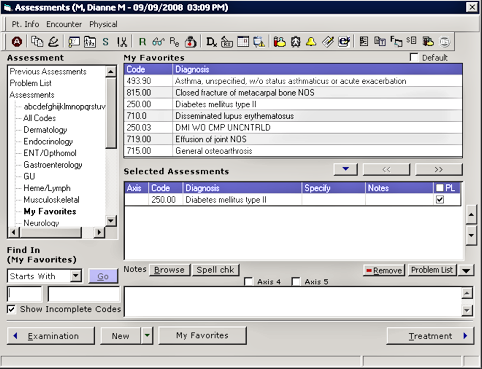 Assessments (M, Dianne M - 09/09/2008 03:09 PM)
Pt. Info Encounter Physical
Assessment
Previous Assessments
Problem List
Assessments
abcdefghijklmnopqrstuv
All Codes
Dermatology
Endocrinology
ENT/Opthomol
Gastroenterology
GU
Heme/Lymph
Musculoskeletal
My Favorites
Neurology
Find In
(My Favorites)
Starts With Go
Show Incomplete Codes
My Favorites Default
Code Diagnosis
493.90 Asthma, unspecified, w/o status asthmaticus or acute exacerbation
815.00 Closed fracture of metacarpal bone NOS
250.00 Diabetes mellitus type II
710.0 Disseminated lupus erythematosus
250.03 DMI WO CMP UNCNTRLD
719.00 Effusion of joint NOS
715.00 General osteoarthrosis
<< >>
Selected Assessments
Axis Code Diagnosis Specify Notes PL
250.00 Diabetes mellitus type II
Notes Browse Spell chk Remove Problem List
Axis 4 Axis 5
Examination New My Favorites Treatment